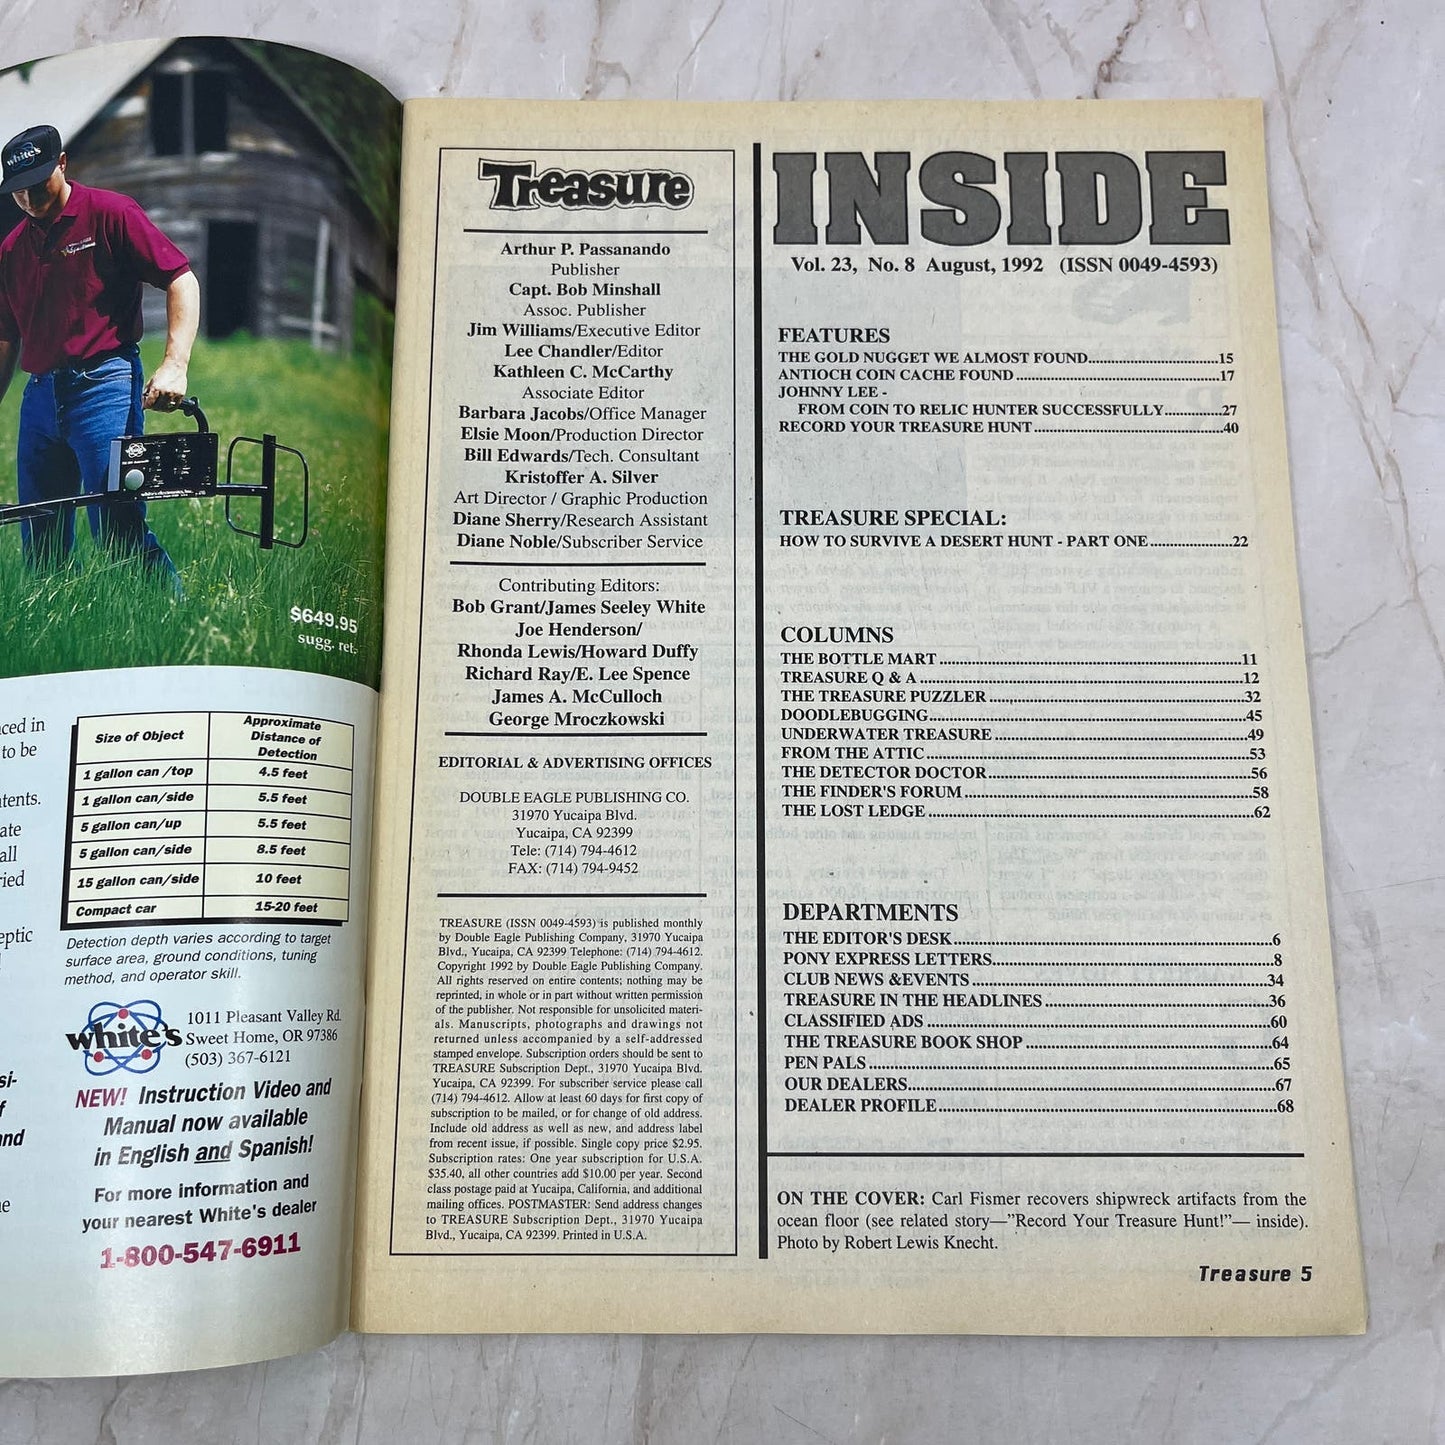 white's
white's
white's electronics, inc.
$649.95
sugg. ret.
ced in
to be
tents.
ate
all
ried
eptic
si-
f
nd
Size of Object Approximate Distance of Detection
1 gallon can /top 4.5 feet
1 gallon can/side 5.5 feet
5 gallon can/up 5.5 feet
5 gallon can/side 8.5 feet
15 gallon can/side 10 feet
Compact car 15-20 feet
Detection depth varies according to target
surface area, ground conditions, tuning
method, and operator skill.
white's
1011 Pleasant Valley Rd.
Sweet Home, OR 97386
(503) 367-6121
NEW! Instruction Video and
Manual now available
in English and Spanish!
For more information and
your nearest White's dealer
1-800-547-6911
Treasure
Arthur P. Passanando
Publisher
Capt. Bob Minshall
Assoc. Publisher
Jim Williams/Executive Editor
Lee Chandler/Editor
Kathleen C. McCarthy
Associate Editor
Barbara Jacobs/Office Manager
Elsie Moon/Production Director
Bill Edwards/Tech. Consultant
Kristoffer A. Silver
Art Director / Graphic Production
Diane Sherry/Research Assistant
Diane Noble/Subscriber Service
Contributing Editors:
Bob Grant/James Seeley White
Joe Henderson/
Rhonda Lewis/Howard Duffy
Richard Ray/E. Lee Spence
James A. McCulloch
George Mroczkowski
EDITORIAL & ADVERTISING OFFICES
DOUBLE EAGLE PUBLISHING CO.
31970 Yucaipa Blvd.
Yucaipa, CA 92399
Tele: (714) 794-4612
FAX: (714) 794-9452
TREASURE (ISSN 0049-4593) is published monthly
by Double Eagle Publishing Company, 31970 Yucaipa
Blvd., Yucaipa, CA 92399 Telephone: (714) 794-4612.
Copyright 1992 by Double Eagle Publishing Company.
All rights reserved on entire contents; nothing may be
reprinted, in whole or in part without written permission
of the publisher. Not responsible for unsolicited materi-
als. Manuscripts, photographs and drawings not
returned unless accompanied by a self-addressed
stamped envelope. Subscription orders should be sent to
TREASURE Subscription Dept., 31970 Yucaipa Blvd.
Yucaipa, CA 92399. For subscriber service please call
(714) 794-4612. Allow at least 60 days for first copy of
subscription to be mailed, or for change of old address.
Include old address as well as new, and address label
from recent issue, if possible. Single copy price $2.95.
Subscription rates: One year subscription for U.S.A.
$35.40, all other countries add $10.00 per year. Second
class postage paid at Yucaipa, California, and additional
mailing offices. POSTMASTER: Send address changes
to TREASURE Subscription Dept., 31970 Yucaipa
Blvd., Yucaipa, CA 92399. Printed in U.S.A.
INSIDE
Vol. 23, No. 8 August, 1992 (ISSN 0049-4593)
FEATURES
THE GOLD NUGGET WE ALMOST FOUND...15
ANTIOCH COIN CACHE FOUND...17
JOHNNY LEE -
FROM COIN TO RELIC HUNTER SUCCESSFULLY...27
RECORD YOUR TREASURE HUNT...40
TREASURE SPECIAL:
HOW TO SURVIVE A DESERT HUNT - PART ONE...22
COLUMNS
THE BOTTLE MART...11
TREASURE Q & A...12
THE TREASURE PUZZLER...32
DOODLEBUGGING...45
UNDERWATER TREASURE...49
FROM THE ATTIC...53
THE DETECTOR DOCTOR...56
THE FINDER'S FORUM...58
THE LOST LEDGE...62
DEPARTMENTS
THE EDITOR'S DESK...6
PONY EXPRESS LETTERS...8
CLUB NEWS &EVENTS...34
TREASURE IN THE HEADLINES...36
CLASSIFIED ADS...60
THE TREASURE BOOK SHOP...64
PEN PALS...65
OUR DEALERS...67
DEALER PROFILE...68
ON THE COVER: Carl Fismer recovers shipwreck artifacts from the
ocean floor (see related story—"Record Your Treasure Hunt!"— inside).
Photo by Robert Lewis Knecht.
Treasure 5